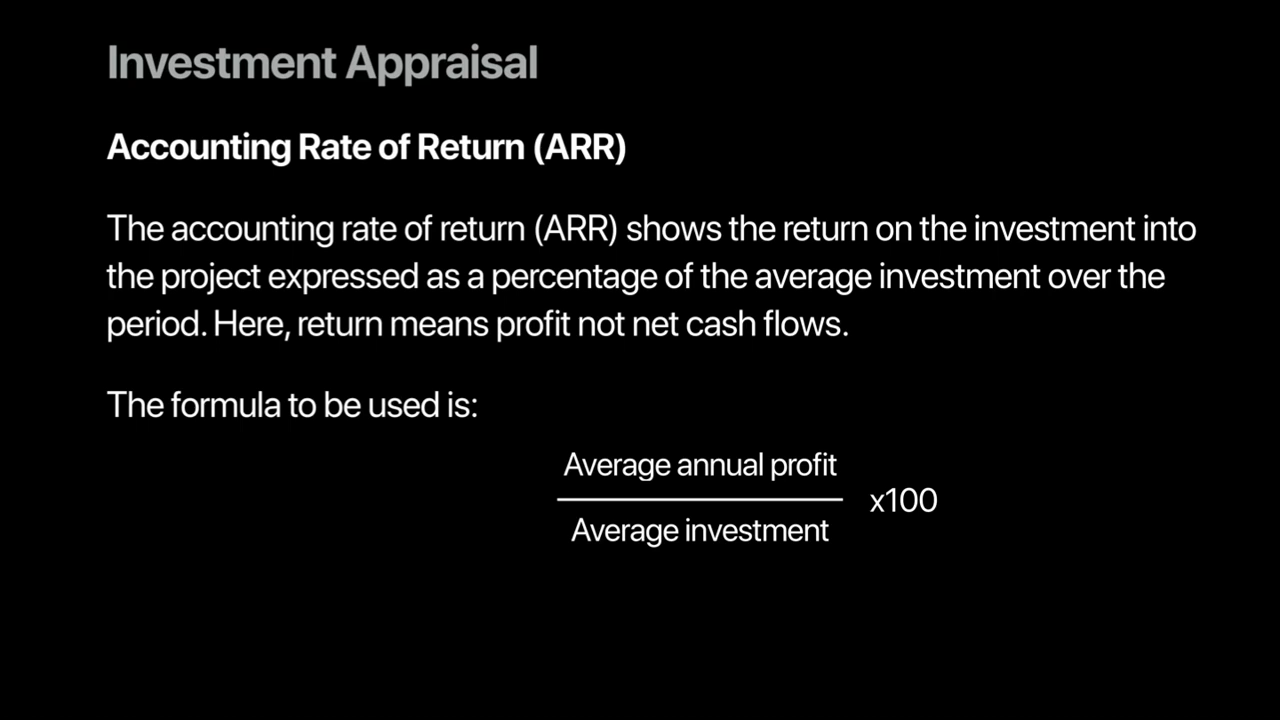 Investment Appraisal
Accounting Rate of Return (ARR)
The accounting rate of return (ARR) shows the return on the investment into
the project expressed as a percentage of the average investment over the
period. Here, return means profit not net cash flows.
The formula to be used is:
Average annual profit
x100
Average investment